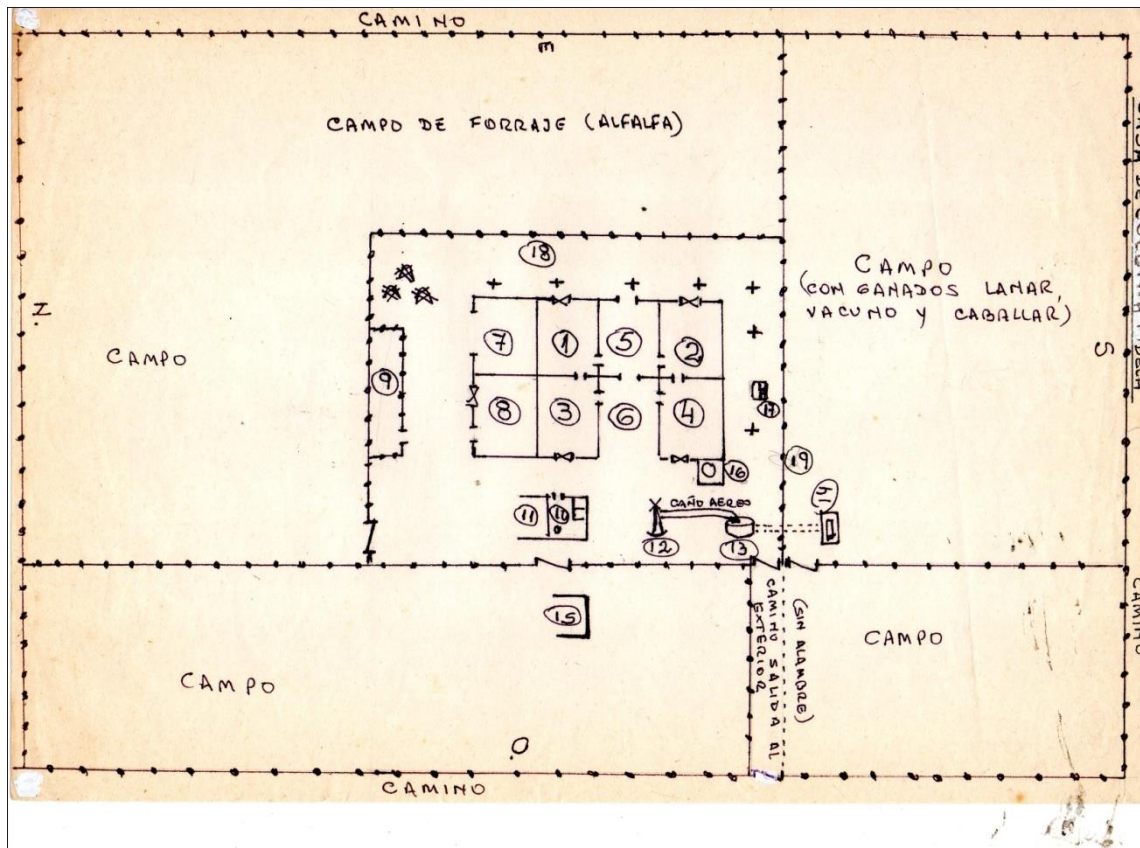 CAMINO
E
CAMPO DE FORRAJE (ALFALFA)
18
CAMPO
(CON GANADOS LANAR,
VACUNO Y CABALLAR)
N.
S
CAMPO
7
1
5
2
9
8
3
6
4
17
16
19
14
CAÑO AEREO
11
10
12
13
15
CAMINO SALIDA AL
EXTERIOR
(SIN ALAMBRE)
CAMPO
CAMINO
CAMPO
O.
CAMINO